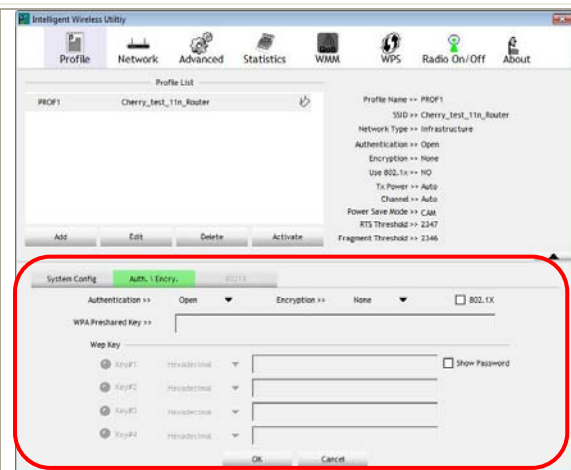 Intelligent Wireless Utility
Profile Network Advanced Statistics WMM QoS WPS Radio On/Off About
Profile List
PROF1 Cherry_test_11n_Router
Profile Name >> PROF1
SSID >> Cherry_test_11n_Router
Network Type >> Infrastructure
Authentication >> Open
Encryption >> None
Use 802.1x >> NO
Tx Power >> Auto
Channel >> Auto
Power Save Mode >> CAM
RTS Threshold >> 2347
Fragment Threshold >> 2346
Add Edit Delete Activate
System Config Auth. \ Encry. 802.1X
Authentication >> Open Encryption >> None 802.1X
WPA Preshared Key >>
Wep Key
Key#1 Hexadecimal Show Password
Key#2 Hexadecimal
Key#3 Hexadecimal
Key#4 Hexadecimal
OK Cancel